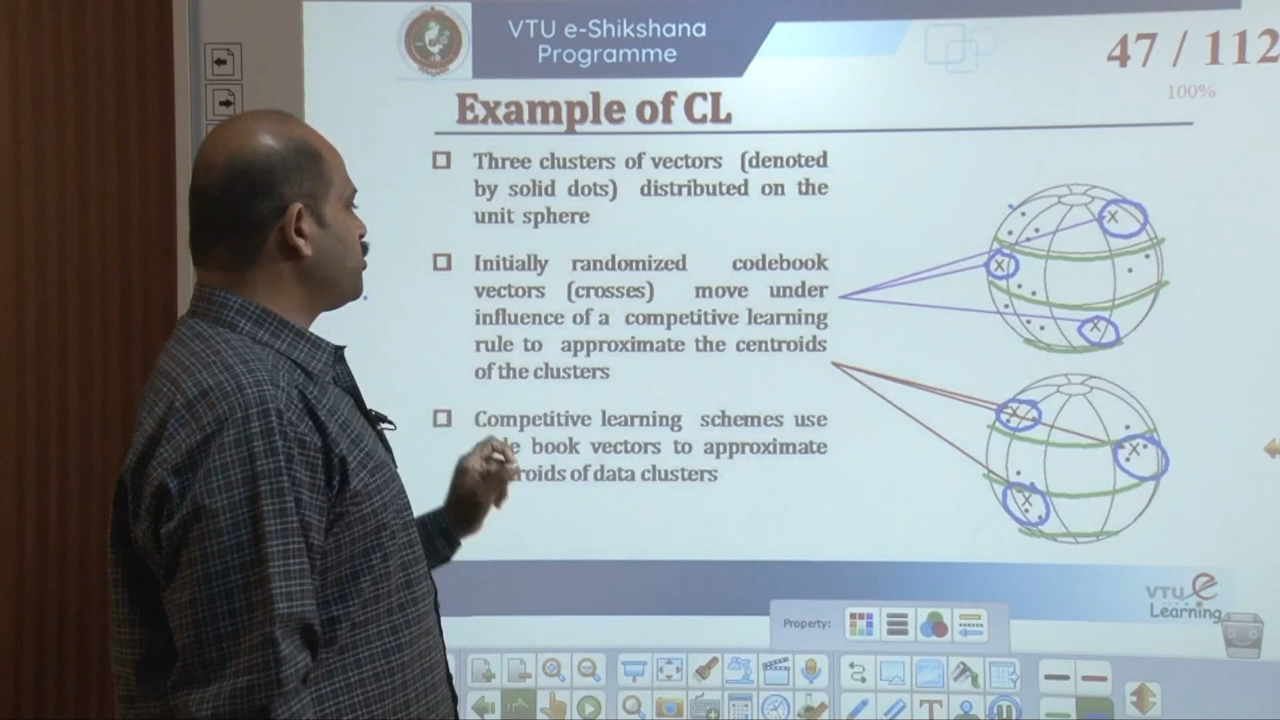 VTU e-Shikshana
Programme
47 / 112
100%
Example of CL
Three clusters of vectors (denoted
by solid dots) distributed on the
unit sphere
Initially randomized codebook
vectors (crosses) move under
influence of a competitive learning
rule to approximate the centroids
of the clusters
Competitive learning schemes use
book vectors to approximate
of data clusters
VTU e
Learning
Property: